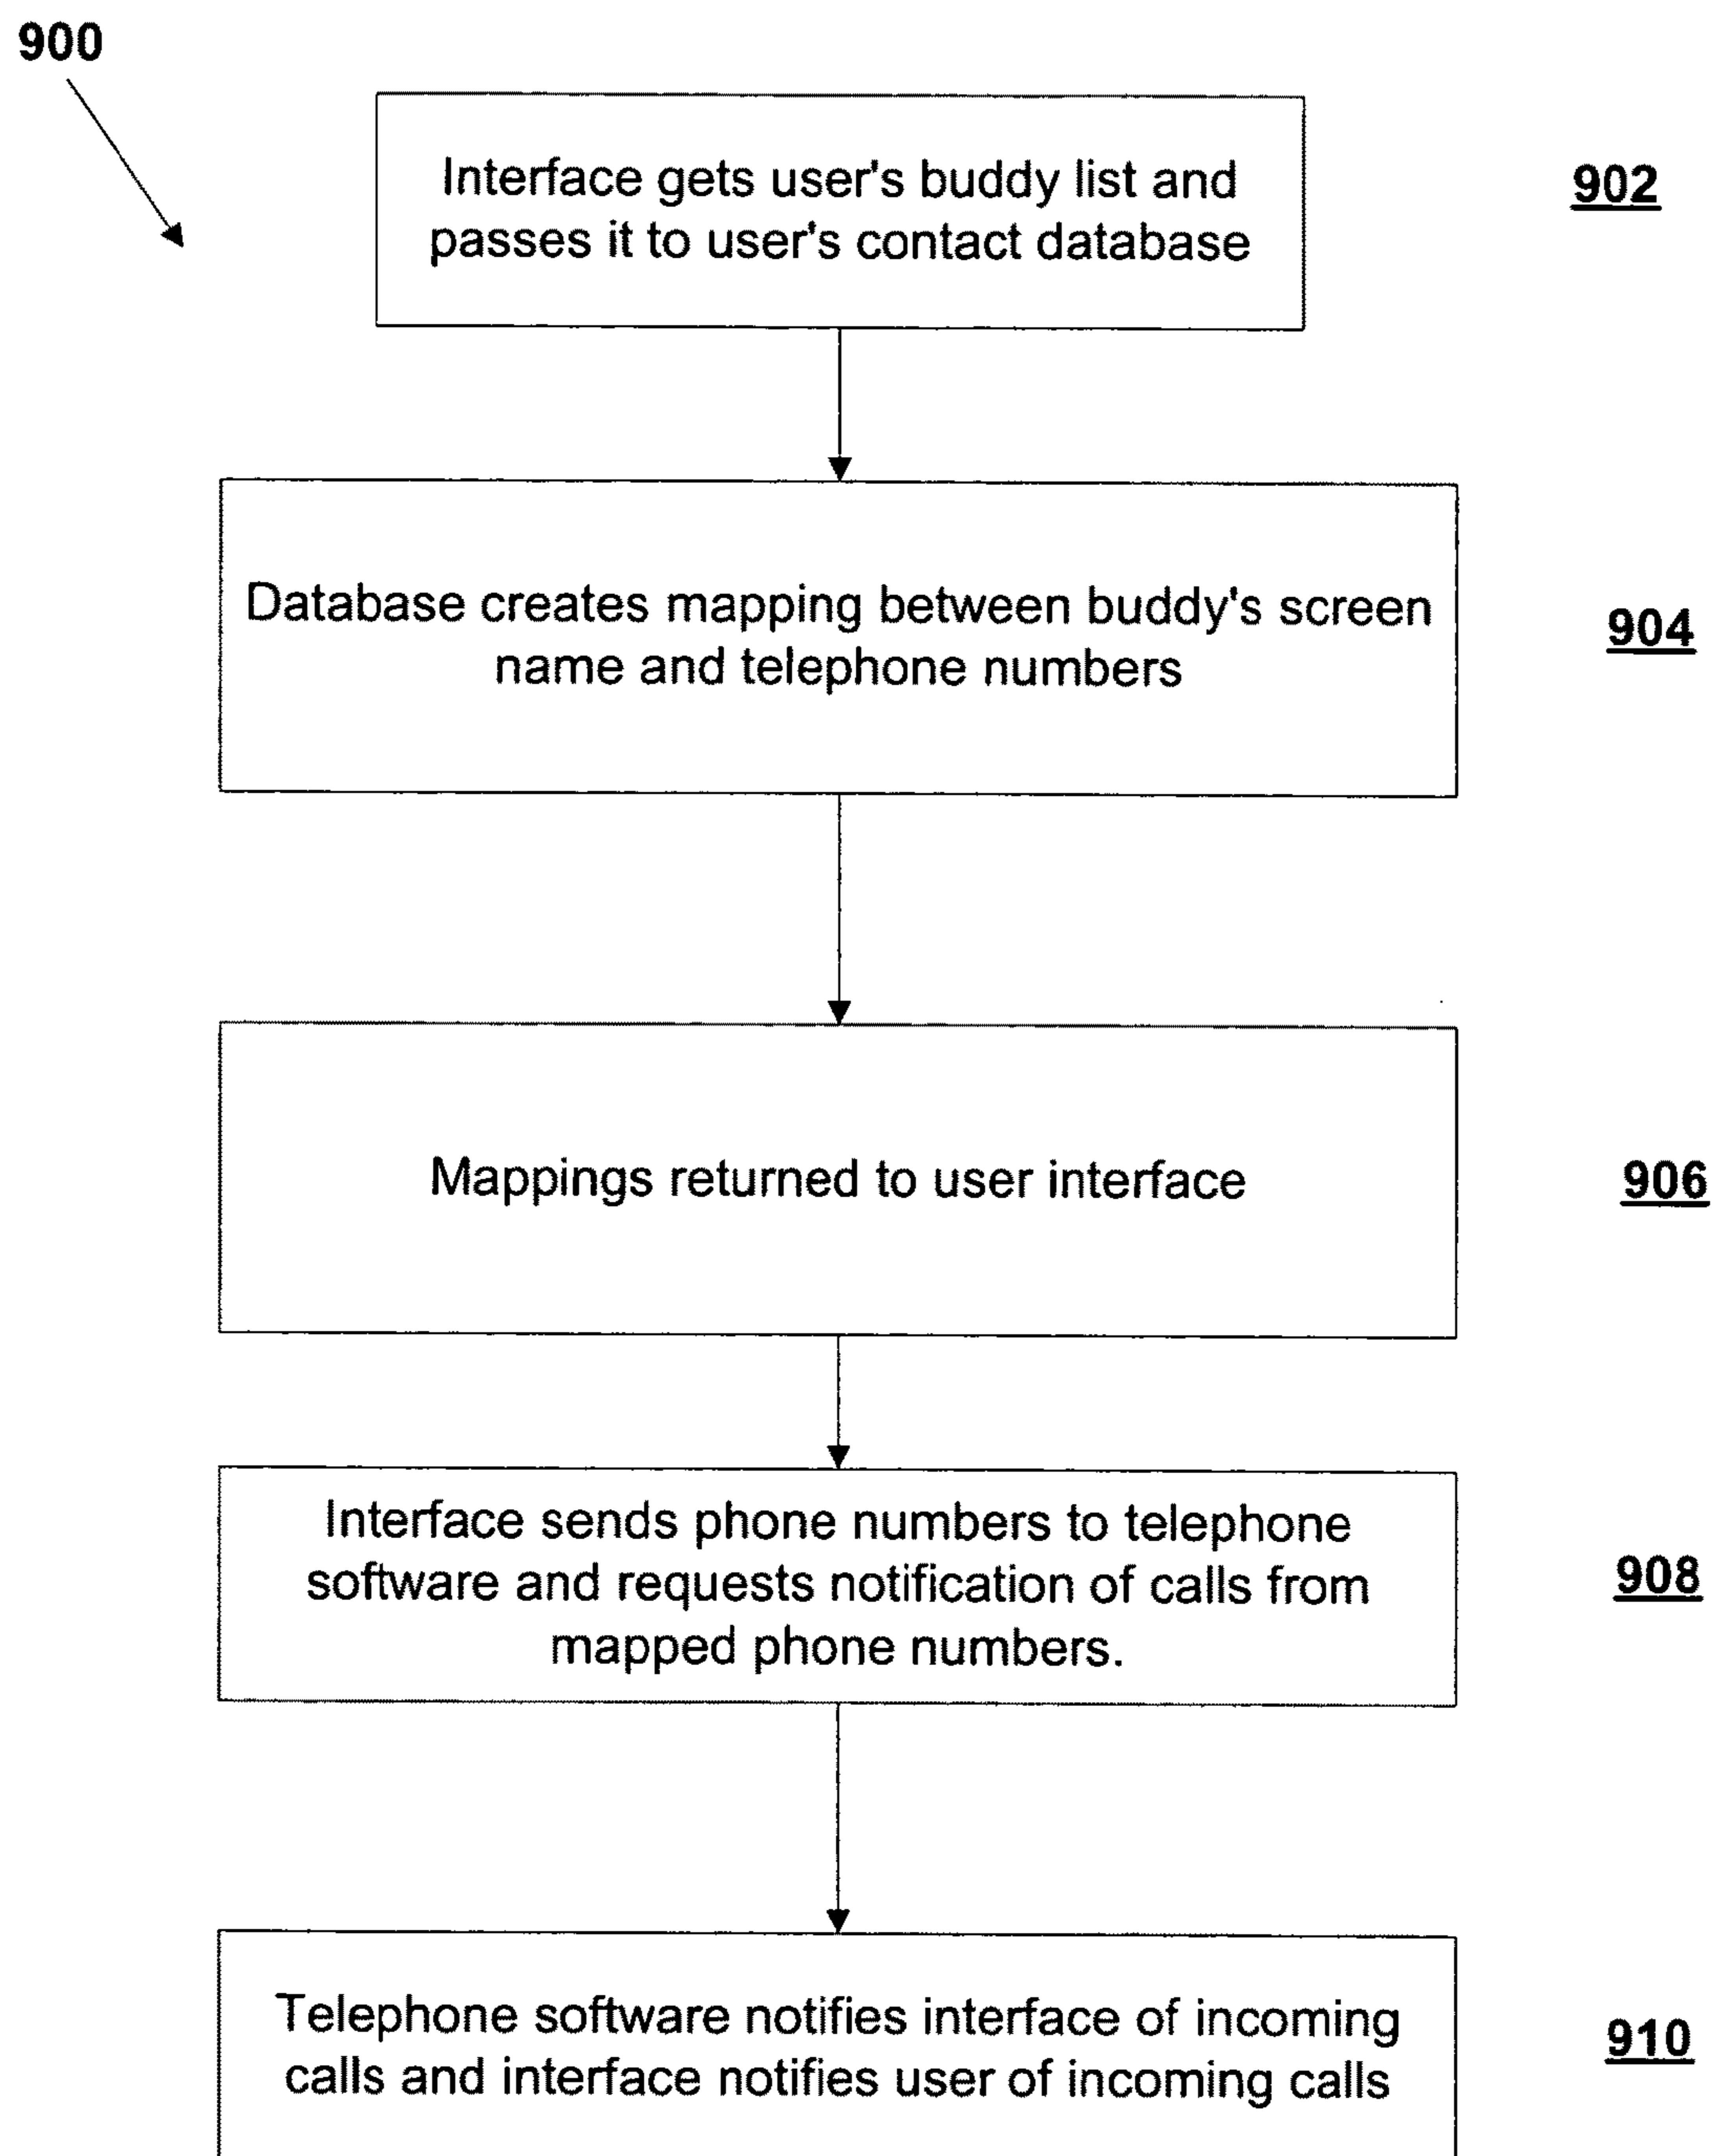 900
Interface gets user's buddy list and
passes it to user's contact database
902
Database creates mapping between buddy's screen
name and telephone numbers
904
Mappings returned to user interface
906
Interface sends phone numbers to telephone
software and requests notification of calls from
mapped phone numbers.
908
Telephone software notifies interface of incoming
calls and interface notifies user of incoming calls
910